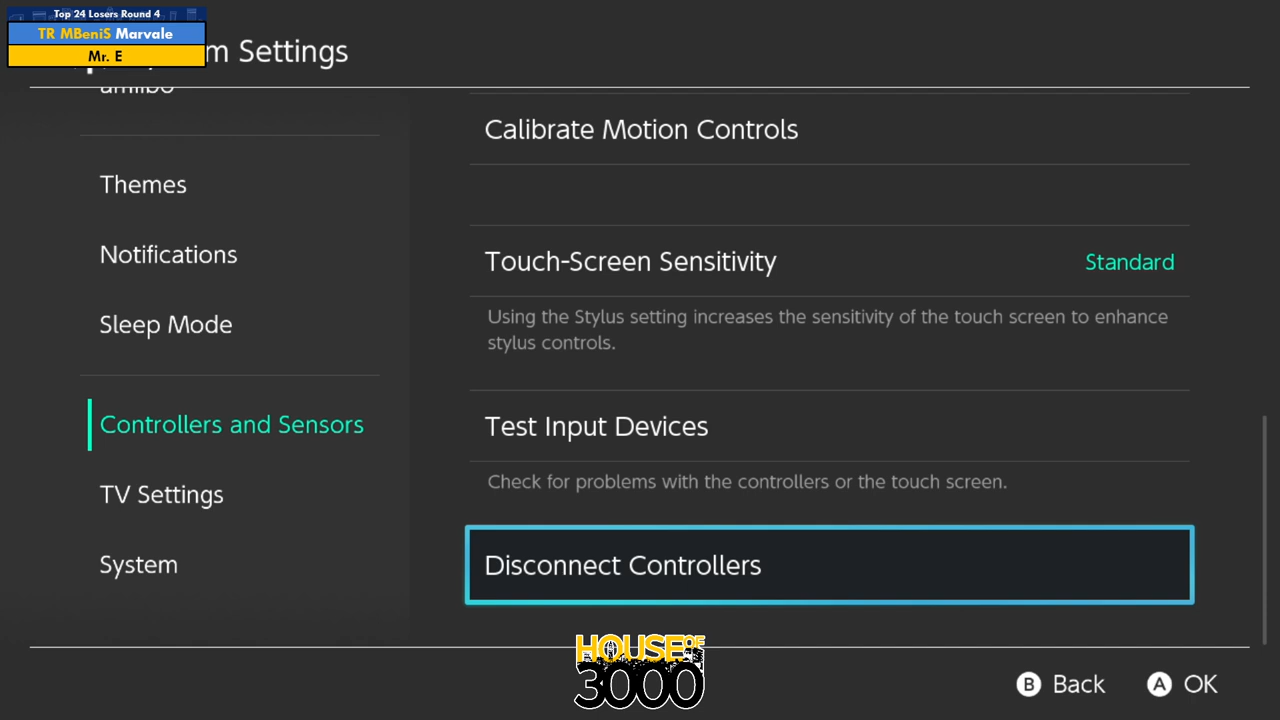 Top 24 Losers Round 4
TR MBeniS Marvale
Mr. E
m Settings
amiibo
Themes
Notifications
Sleep Mode
Controllers and Sensors
TV Settings
System
Calibrate Motion Controls
Touch-Screen Sensitivity Standard
Using the Stylus setting increases the sensitivity of the touch screen to enhance
stylus controls.
Test Input Devices
Check for problems with the controllers or the touch screen.
Disconnect Controllers
HOUSE OF
3000
B Back A OK